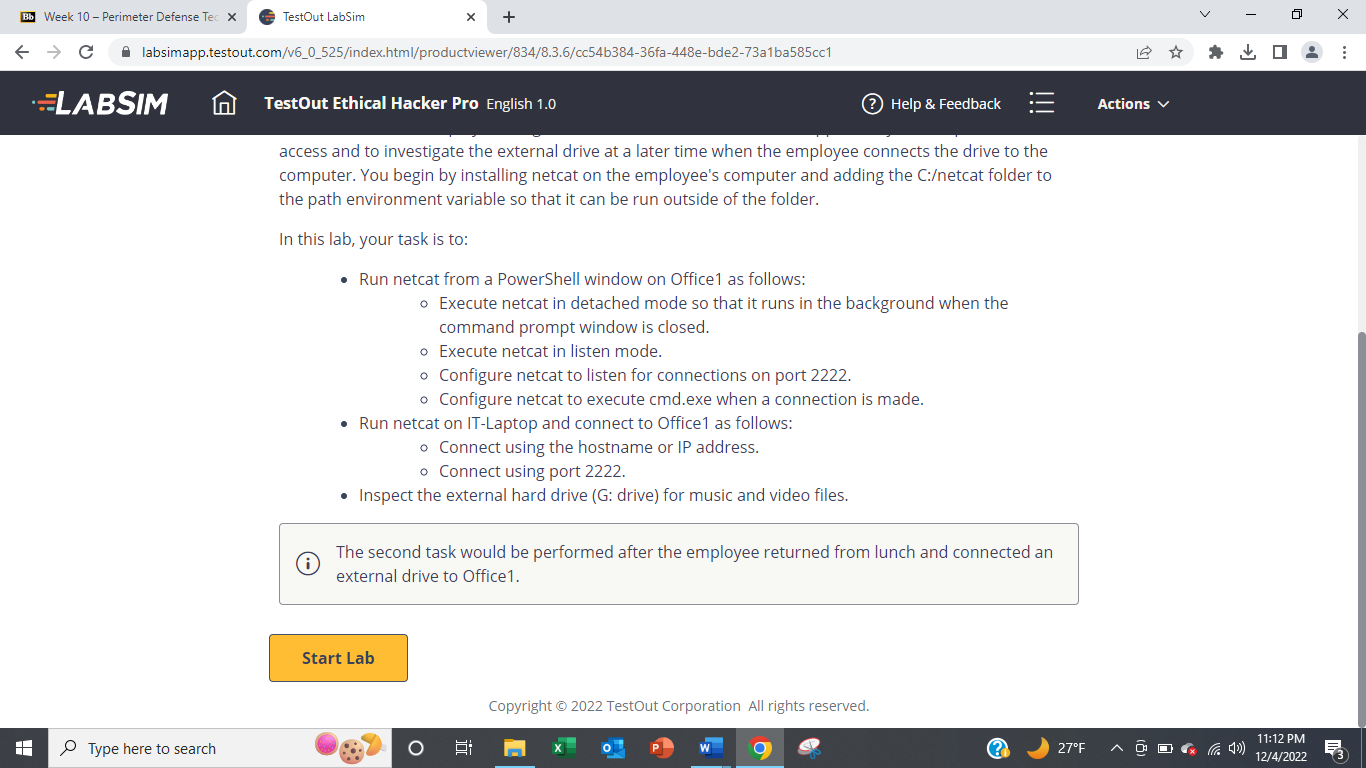 Bb Week 10 – Perimeter Defense Tec
TestOut LabSim
labsimapp.testout.com/v6_0_525/index.html/productviewer/834/8.3.6/cc54b384-36fa-448e-bde2-73a1ba585cc1
LABSIM TestOut Ethical Hacker Pro English 1.0 ? Help & Feedback Actions
access and to investigate the external drive at a later time when the employee connects the drive to the
computer. You begin by installing netcat on the employee's computer and adding the C:/netcat folder to
the path environment variable so that it can be run outside of the folder.
In this lab, your task is to:
• Run netcat from a PowerShell window on Office1 as follows:
Execute netcat in detached mode so that it runs in the background when the
command prompt window is closed.
Execute netcat in listen mode.
Configure netcat to listen for connections on port 2222.
Configure netcat to execute cmd.exe when a connection is made.
• Run netcat on IT-Laptop and connect to Office1 as follows:
Connect using the hostname or IP address.
Connect using port 2222.
• Inspect the external hard drive (G: drive) for music and video files.
The second task would be performed after the employee returned from lunch and connected an
external drive to Office1.
Start Lab
Copyright © 2022 TestOut Corporation All rights reserved.
Type here to search
27°F
11:12 PM
12/4/2022
3